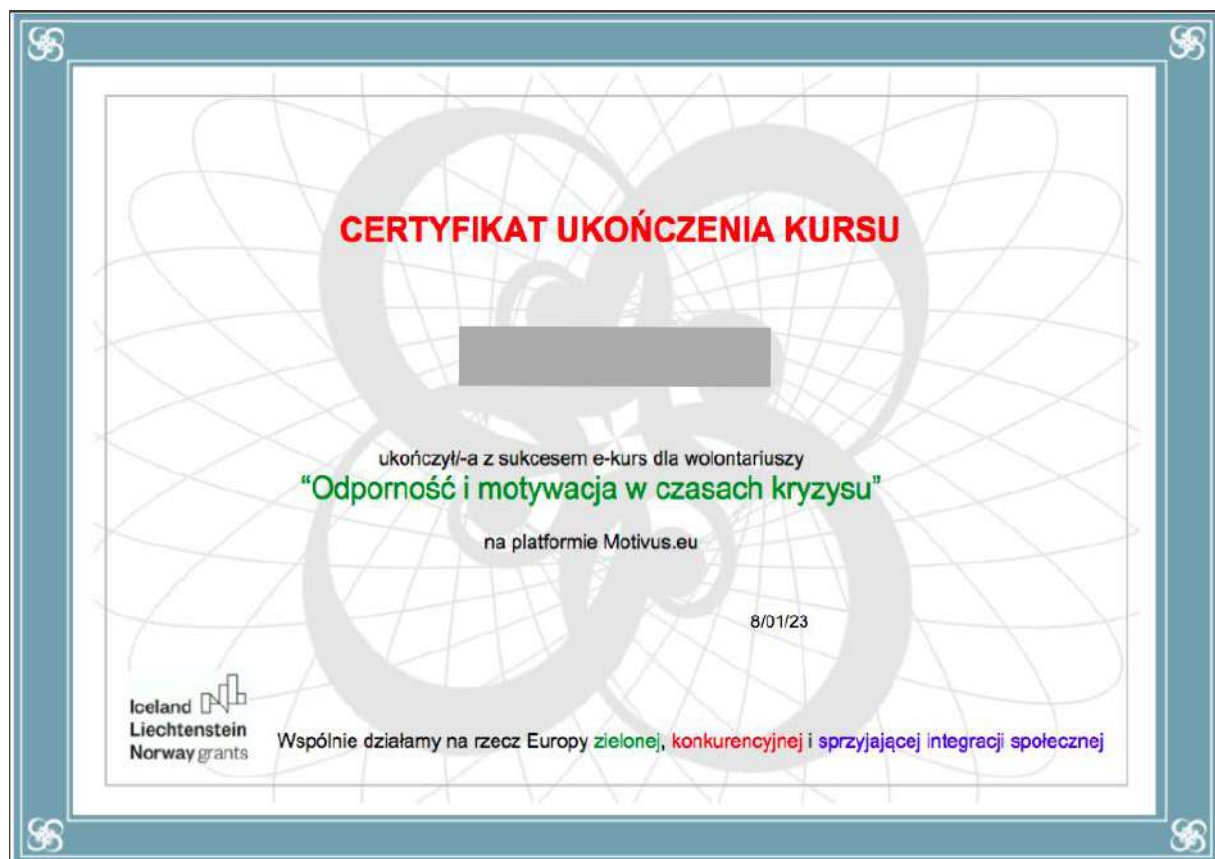 CERTYFIKAT UKOŃCZENIA KURSU
ukończył/-a z sukcesem e-kurs dla wolontariuszy
“Odporność i motywacja w czasach kryzysu”
na platformie Motivus.eu
8/01/23
Iceland
Liechtenstein
Norway grants
Wspólnie działamy na rzecz Europy zielonej, konkurencyjnej i sprzyjającej integracji społecznej